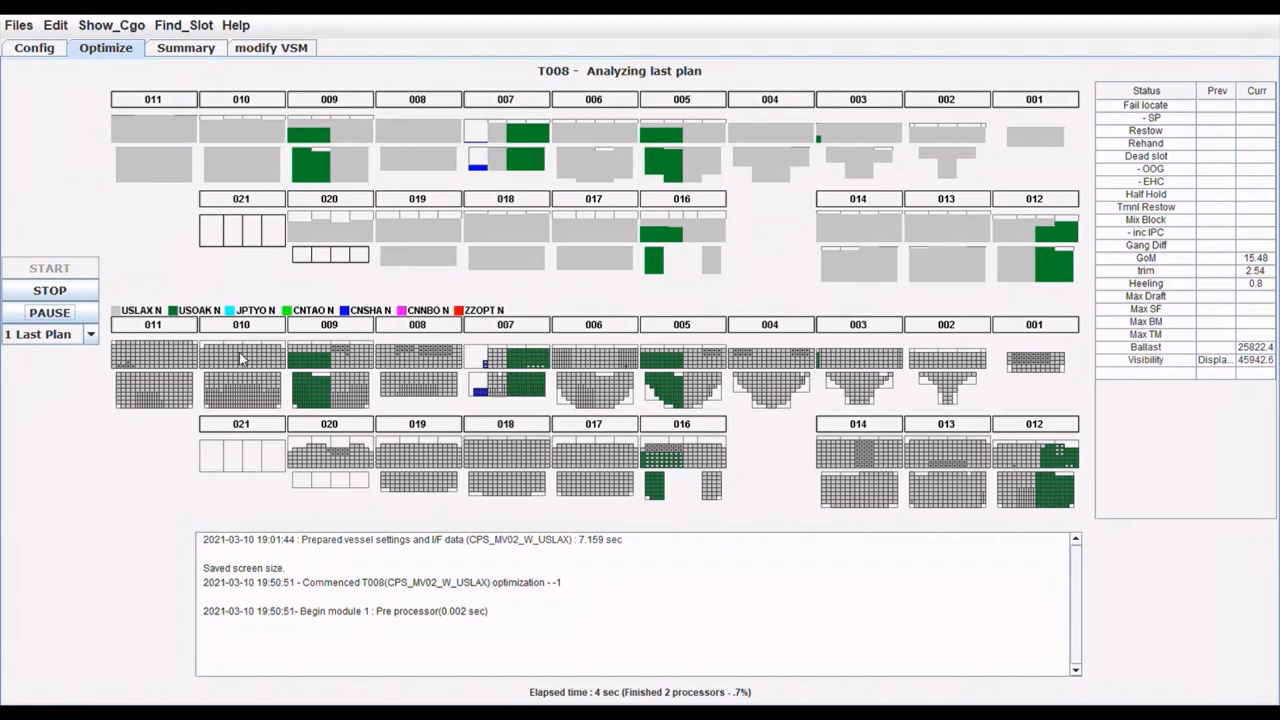 Files Edit Show_Cgo Find_Slot Help
Config Optimize Summary modify VSM
T008 - Analyzing last plan
011 010 009 008 007 006 005 004 003 002 001
021 020 019 018 017 016 014 013 012
START
STOP
PAUSE
1 Last Plan
USLAX N USOAK N JPTYO N CNTAO N CNSHA N CNNBO N ZZOPT N
011 010 009 008 007 006 005 004 003 002 001
021 020 019 018 017 016 014 013 012
Status Prev Curr
Fail locate
- SP
Restow
Rehand
Dead slot
- OOG
- EHC
Half Hold
Tmnl Restow
Mix Block
- inc IPC
Gang Diff
GoM 15.48
trim 2.54
Heeling 0.8
Max Draft
Max SF
Max BM
Max TM
Ballast 25822.4
Visibility Displa... 45942.6
2021-03-10 19:01:44 : Prepared vessel settings and I/F data (CPS_MV02_W_USLAX) : 7.159 sec
Saved screen size.
2021-03-10 19:50:51 - Commenced T008(CPS_MV02_W_USLAX) optimization - -1
2021-03-10 19:50:51- Begin module 1 : Pre processor(0.002 sec)
Elapsed time : 4 sec (Finished 2 processors - .7%)